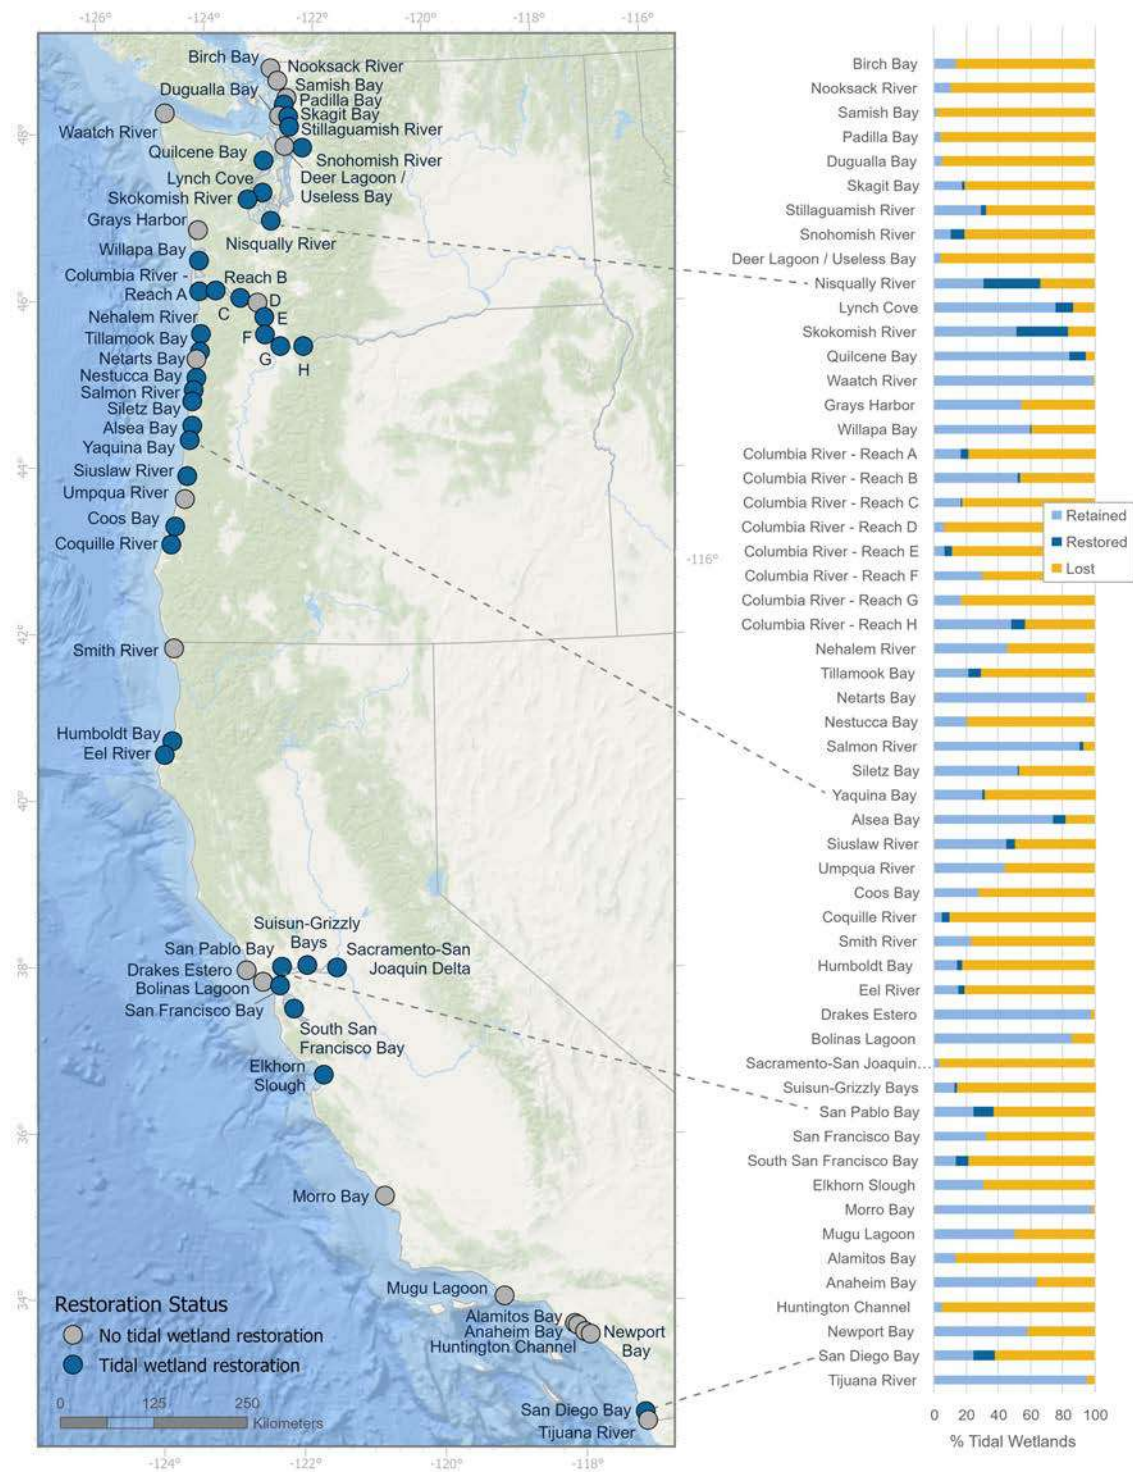 -126°
-124°
-122°
-120°
-118°
-116°
Birch Bay
Nooksack River
Dugualla Bay
Samish Bay
Padilla Bay
Skagit Bay
Waatch River
Stillaguamish River
Quilcene Bay
Snohomish River
Lynch Cove
Deer Lagoon /
Useless Bay
Skokomish River
Grays Harbor
Nisqually River
Willapa Bay
Columbia River -
Reach A
Reach B
C
D
E
F
G
H
Nehalem River
Tillamook Bay
Netarts Bay
Nestucca Bay
Salmon River
Siletz Bay
Alsea Bay
Yaquina Bay
Siuslaw River
Umpqua River
Coos Bay
Coquille River
Smith River
Humboldt Bay
Eel River
Suisun-Grizzly
Bays
San Pablo Bay
Sacramento-San
Joaquin Delta
Drakes Estero
Bolinas Lagoon
San Francisco Bay
South San
Francisco Bay
Elkhorn
Slough
Morro Bay
Mugu Lagoon
Alamitos Bay
Anaheim Bay
Huntington Channel
Newport
Bay
San Diego Bay
Tijuana River
48°
46°
44°
42°
40°
38°
36°
34°
-116°
Restoration Status
No tidal wetland restoration
Tidal wetland restoration
0
125
250
Kilometers
-124°
-122°
-120°
-118°
Birch Bay
Nooksack River
Samish Bay
Padilla Bay
Dugualla Bay
Skagit Bay
Stillaguamish River
Snohomish River
Deer Lagoon / Useless Bay
Nisqually River
Lynch Cove
Skokomish River
Quilcene Bay
Waatch River
Grays Harbor
Willapa Bay
Columbia River - Reach A
Columbia River - Reach B
Columbia River - Reach C
Columbia River - Reach D
Columbia River - Reach E
Columbia River - Reach F
Columbia River - Reach G
Columbia River - Reach H
Nehalem River
Tillamook Bay
Netarts Bay
Nestucca Bay
Salmon River
Siletz Bay
Yaquina Bay
Alsea Bay
Siuslaw River
Umpqua River
Coos Bay
Coquille River
Smith River
Humboldt Bay
Eel River
Drakes Estero
Bolinas Lagoon
Sacramento-San Joaquin...
Suisun-Grizzly Bays
San Pablo Bay
San Francisco Bay
South San Francisco Bay
Elkhorn Slough
Morro Bay
Mugu Lagoon
Alamitos Bay
Anaheim Bay
Huntington Channel
Newport Bay
San Diego Bay
Tijuana River
Retained
Restored
Lost
0 20 40 60 80 100
% Tidal Wetlands